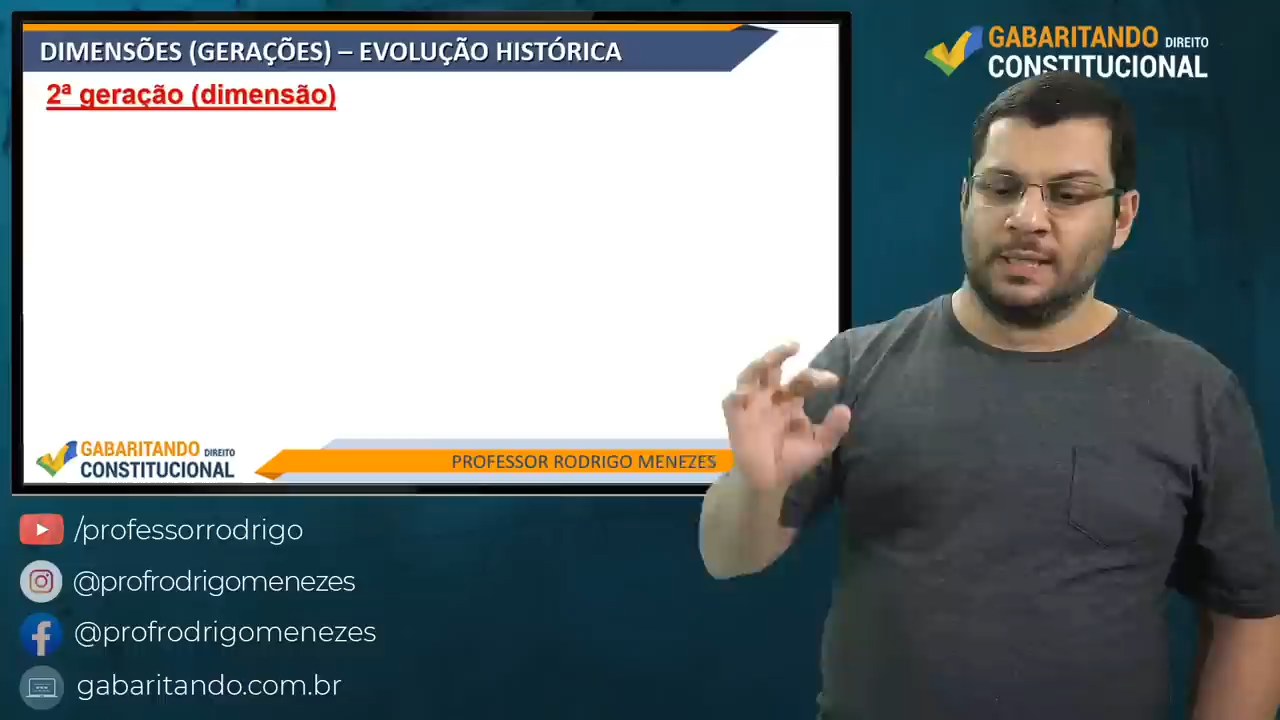 DIMENSÕES (GERAÇÕES) – EVOLUÇÃO HISTÓRICA
2ª geração (dimensão)
GABARITANDO DIREITO
CONSTITUCIONAL
PROFESSOR RODRIGO MENEZES
GABARITANDO DIREITO
CONSTITUCIONAL
/professorrodrigo
@profrodrigomenezes
@profrodrigomenezes
gabaritando.com.br